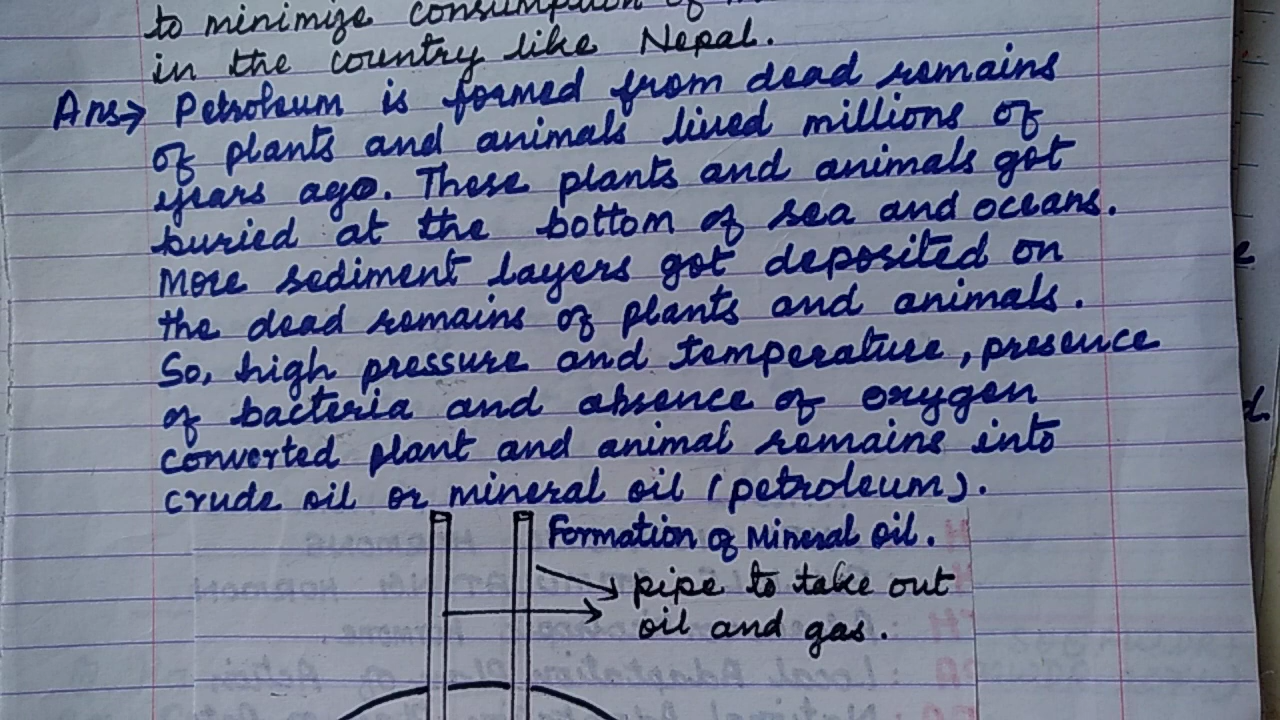 to minimize consumption of
in the country like Nepal.
Ans→ Petroleum is formed from dead remains
of plants and animals lived millions of
years ago. These plants and animals got
buried at the bottom of sea and oceans.
More sediment layers got deposited on
the dead remains of plants and animals.
So, high pressure and temperature, presence
of bacteria and absence of oxygen
converted plant and animal remains into
crude oil or mineral oil (petroleum).
Formation of Mineral oil.
pipe to take out
oil and gas.